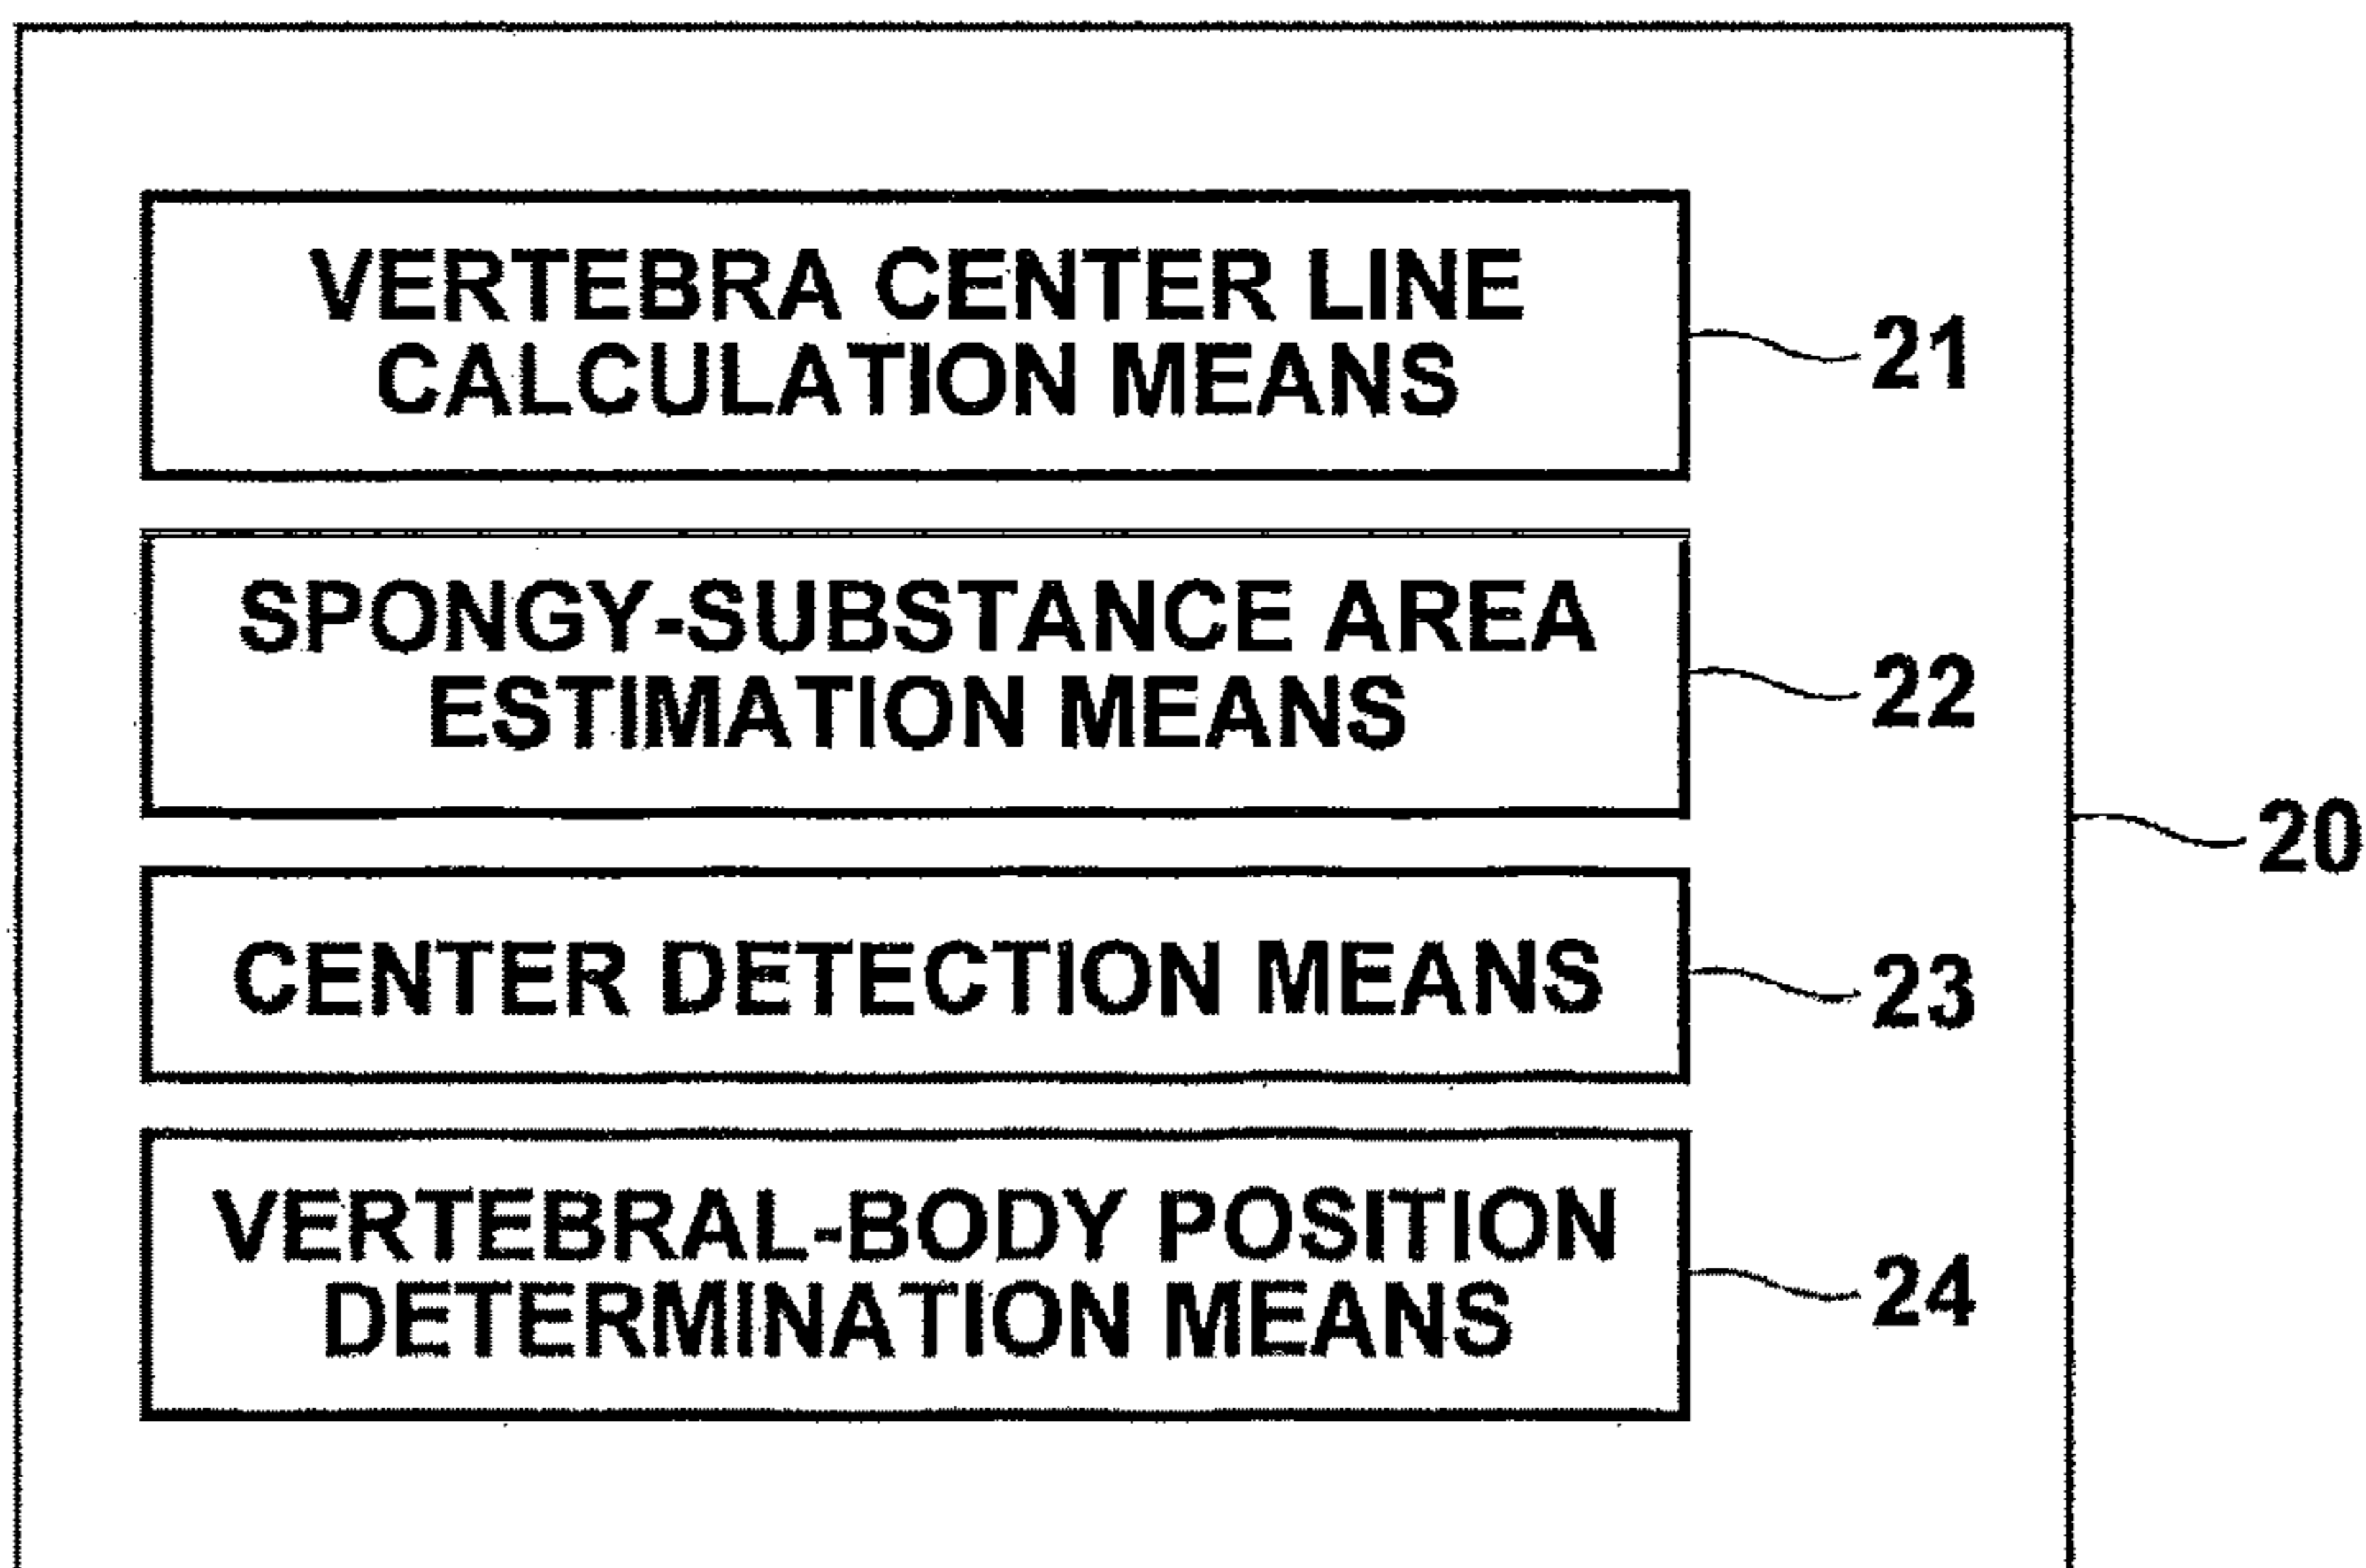 VERTEBRA CENTER LINE
CALCULATION MEANS
21
SPONGY-SUBSTANCE AREA
ESTIMATION MEANS
22
20
CENTER DETECTION MEANS
23
VERTEBRAL-BODY POSITION
DETERMINATION MEANS
24